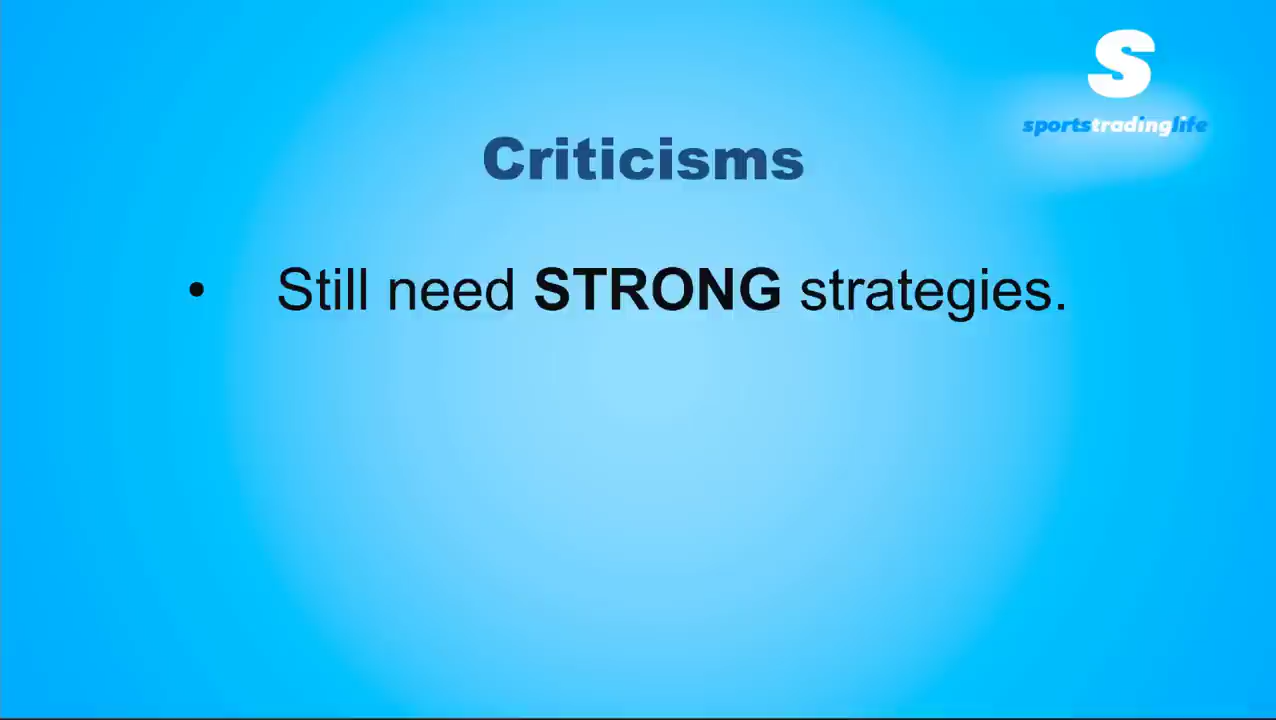 S
sportstradinglife
Criticisms
• Still need STRONG strategies.